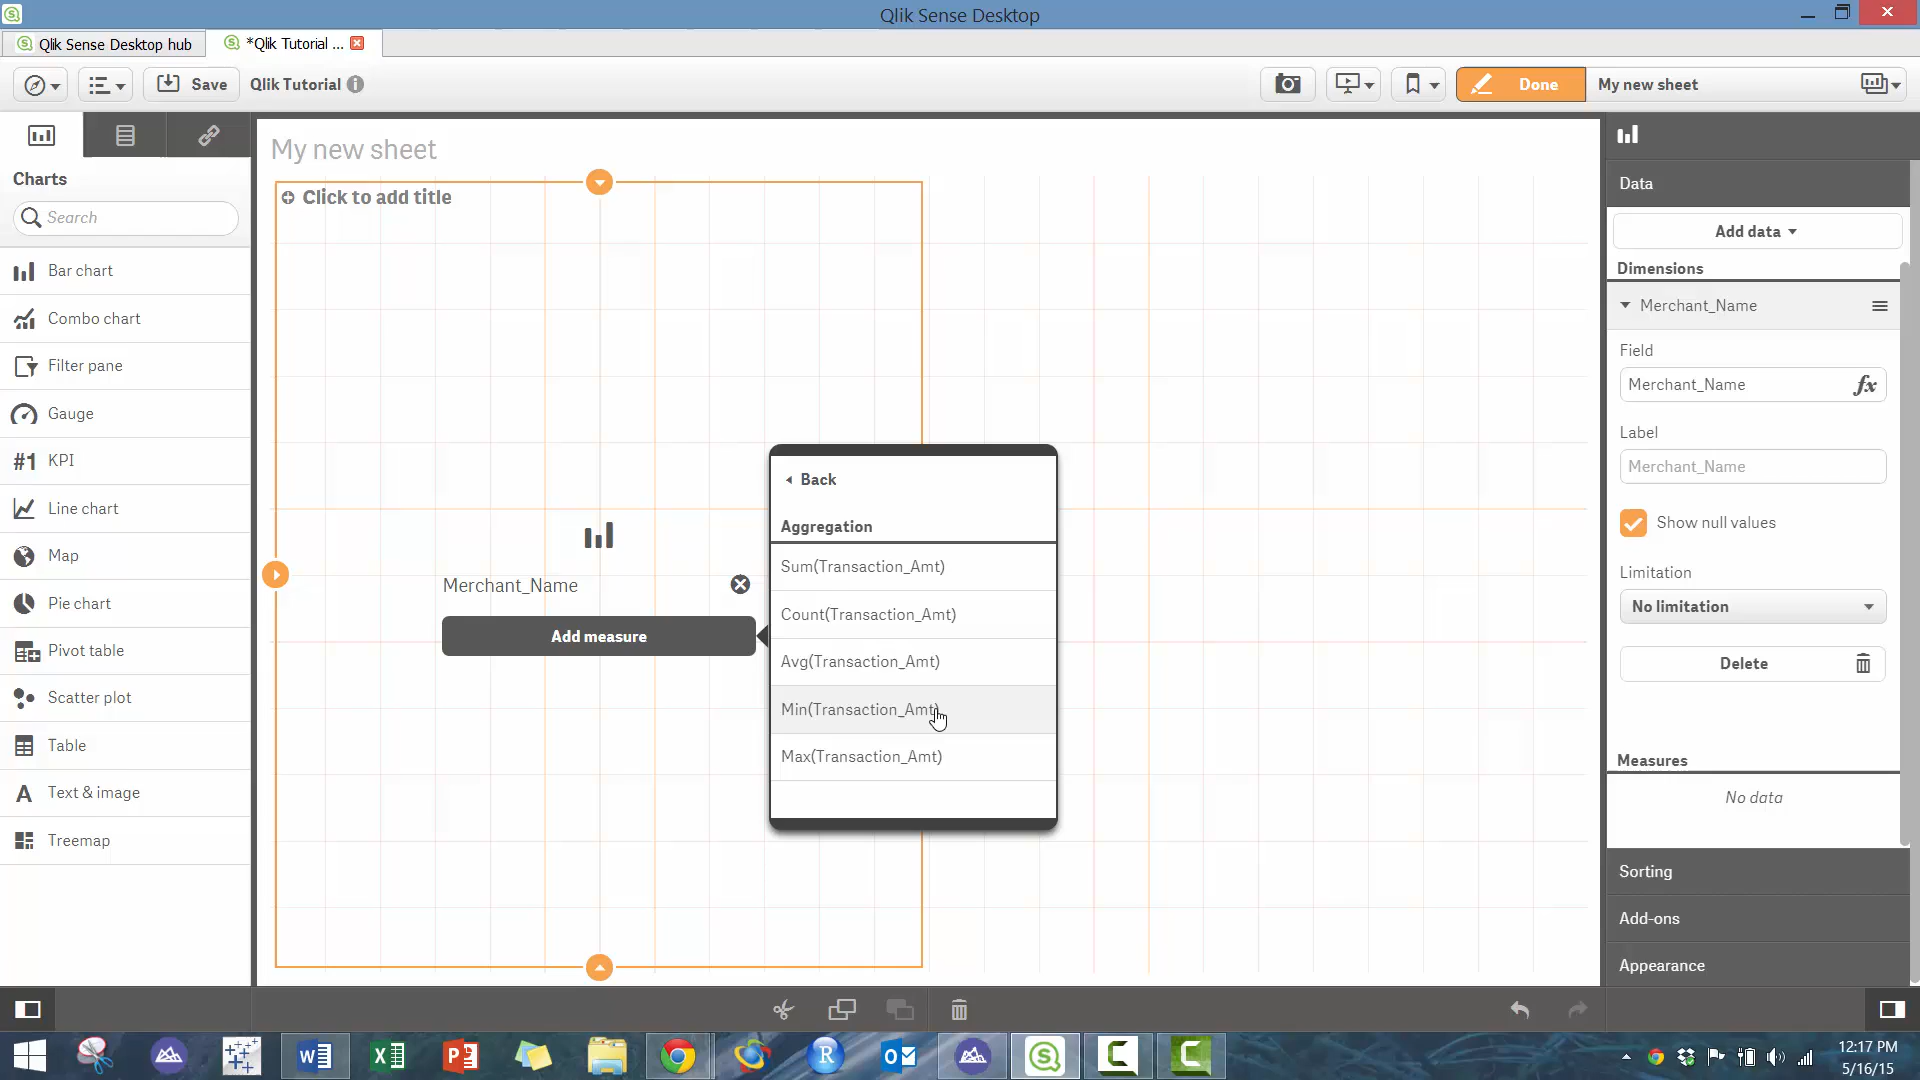 Qlik Sense Desktop
Qlik Sense Desktop hub
*Qlik Tutorial ...
Save
Qlik Tutorial
Done
My new sheet
Charts
Search
Bar chart
Combo chart
Filter pane
Gauge
#1 KPI
Line chart
Map
Pie chart
Pivot table
Scatter plot
Table
A Text & image
Treemap
My new sheet
Click to add title
Merchant_Name
Add measure
Back
Aggregation
Sum(Transaction_Amt)
Count(Transaction_Amt)
Avg(Transaction_Amt)
Min(Transaction_Amt)
Max(Transaction_Amt)
Data
Add data
Dimensions
Merchant_Name
Field
Merchant_Name fx
Label
Merchant_Name
Show null values
Limitation
No limitation
Delete
Measures
No data
Sorting
Add-ons
Appearance
12:17 PM
5/16/15